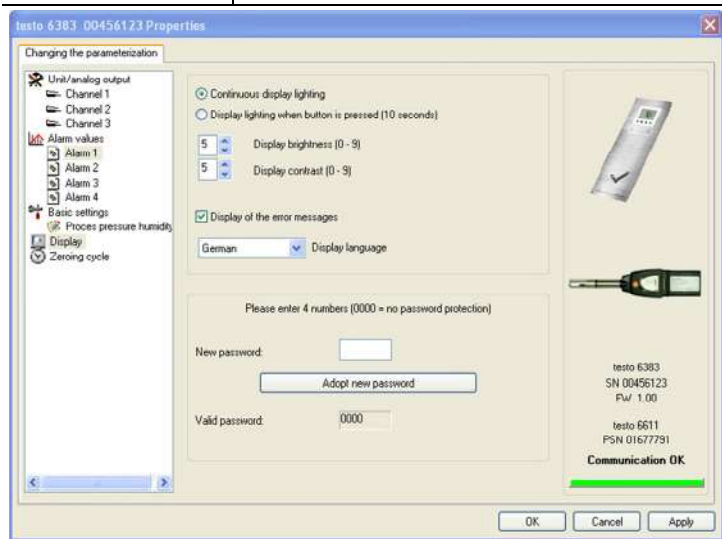 testo 6383 00456123 Properties
Changing the parameterization
Unit/analog output
Channel 1
Channel 2
Channel 3
Alarm values
Alarm 1
Alarm 2
Alarm 3
Alarm 4
Basic settings
Proces pressure humidity
Display
Zeroing cycle
Continuous display lighting
Display lighting when button is pressed (10 seconds)
5 Display brightness (0 - 9)
5 Display contrast (0 - 9)
Display of the error messages
German Display language
Please enter 4 numbers (0000 = no password protection)
New password:
Adopt new password
Valid password: 0000
testo 6383
SN 00456123
FW 1.00
testo 6611
PSN 01677791
Communication OK
OK Cancel Apply